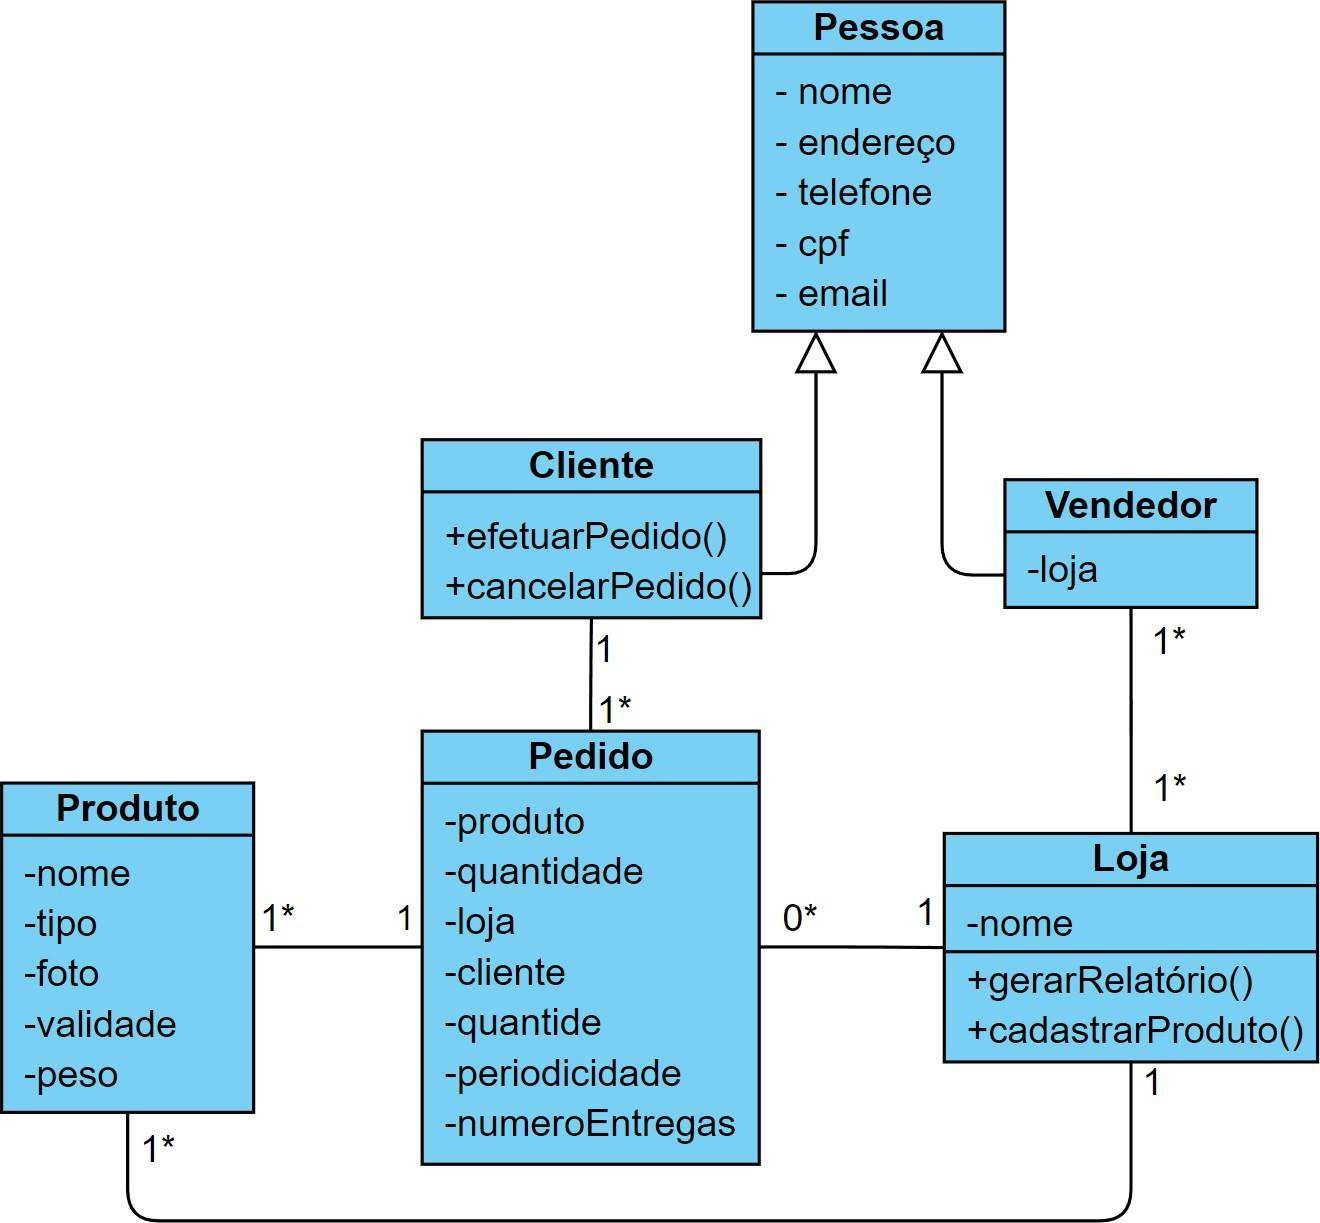 Pessoa
- nome
- endereço
- telefone
- cpf
- email
Cliente
+efetuarPedido()
+cancelarPedido()
Vendedor
-loja
1
1*
1*
1*
Pedido
-produto
-quantidade
-loja
-cliente
-quantide
-periodicidade
-numeroEntregas
Produto
-nome
-tipo
-foto
-validade
-peso
1*
1
0*
1
Loja
-nome
+gerarRelatório()
+cadastrarProduto()
1*
1